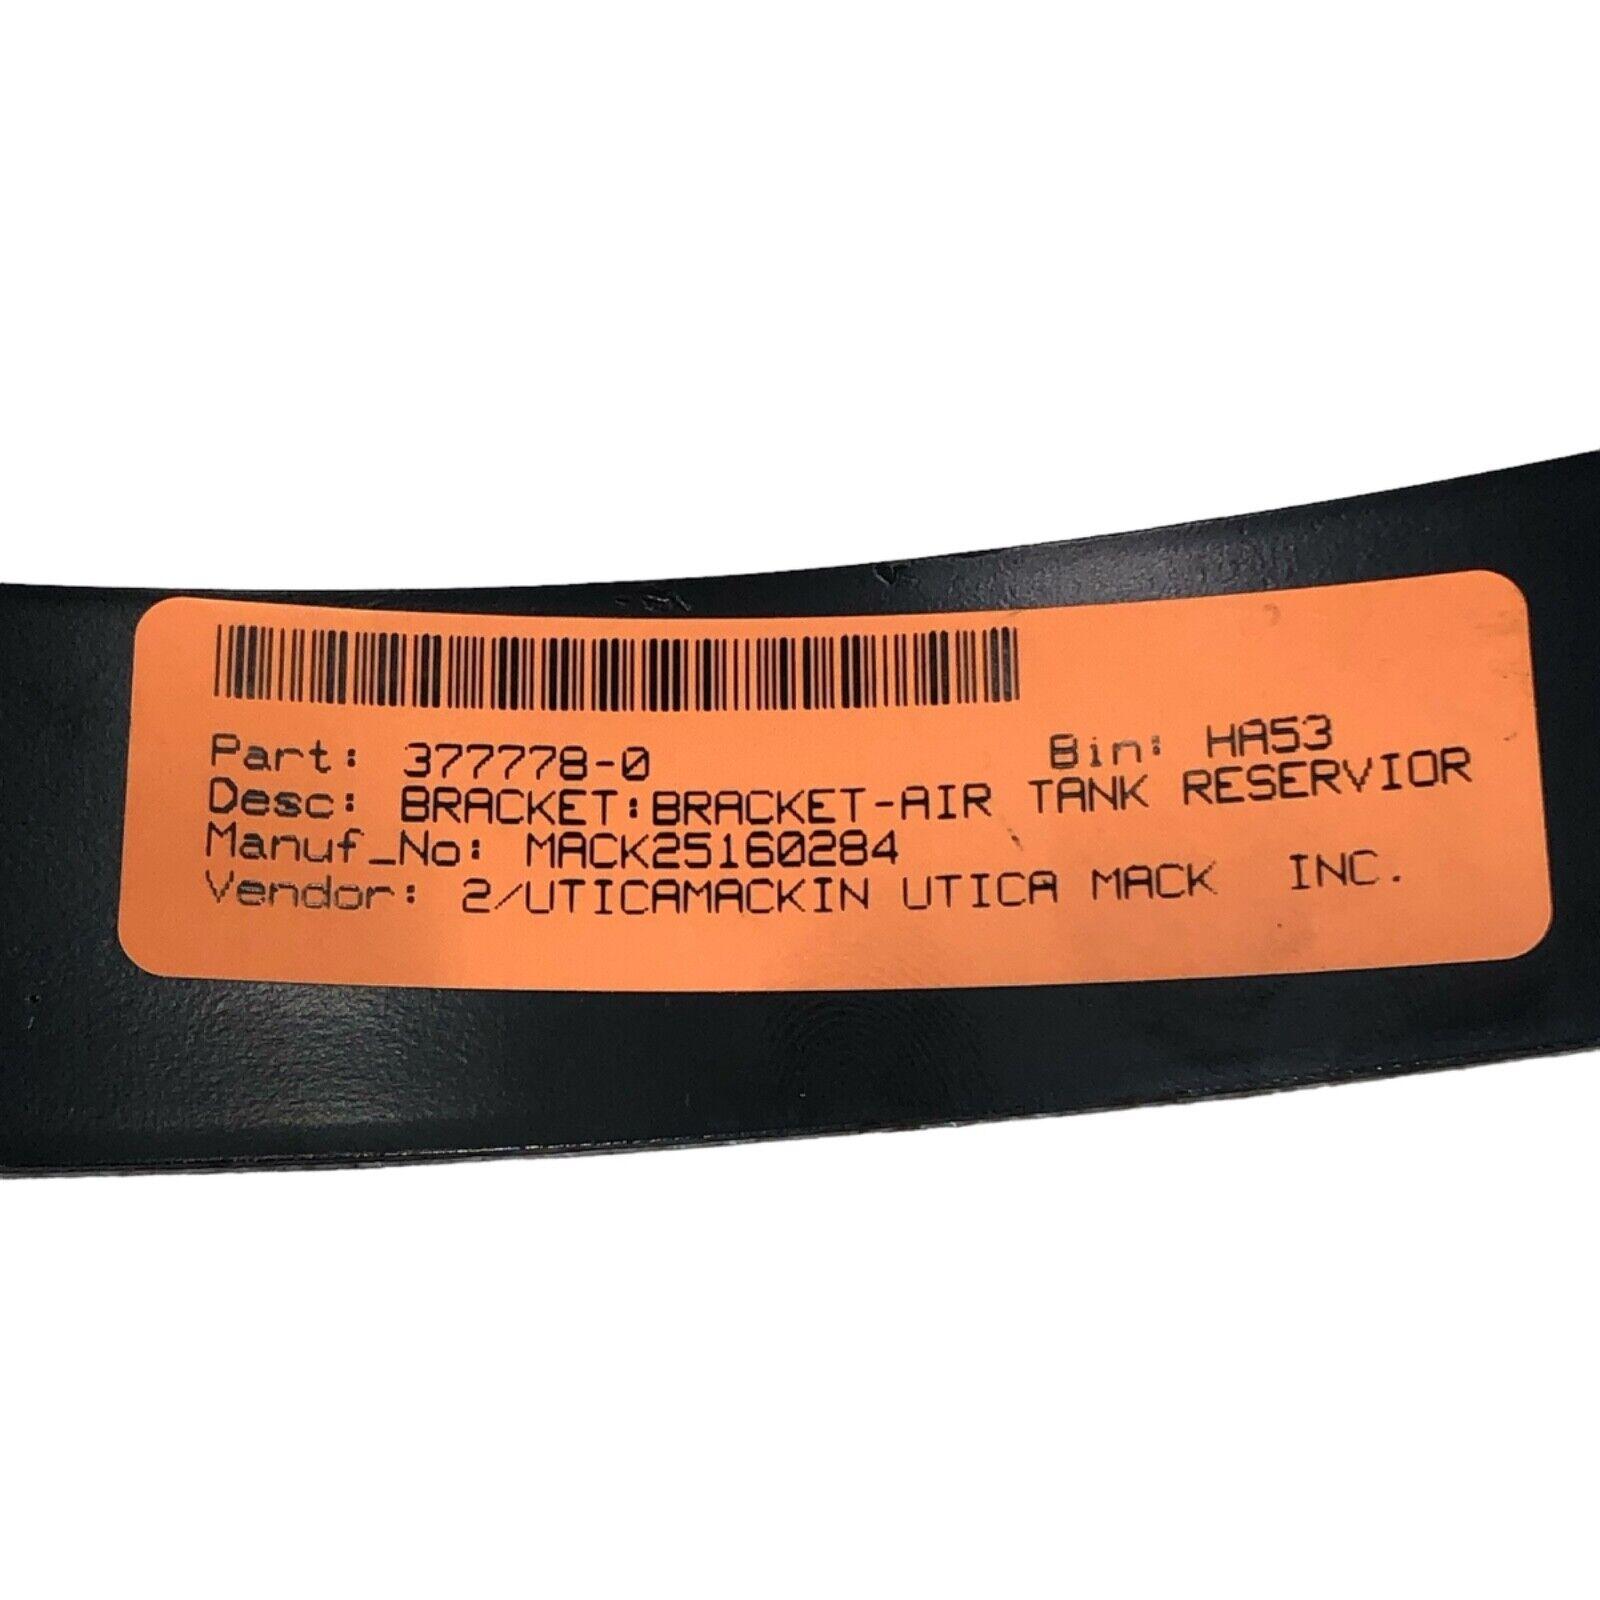 Part: 377778-0 Bin: HA53
Desc: BRACKET:BRACKET-AIR TANK RESERVIOR
Manuf_No: MACK25160284
Vendor: 2/UTICAMACKIN UTICA MACK INC.